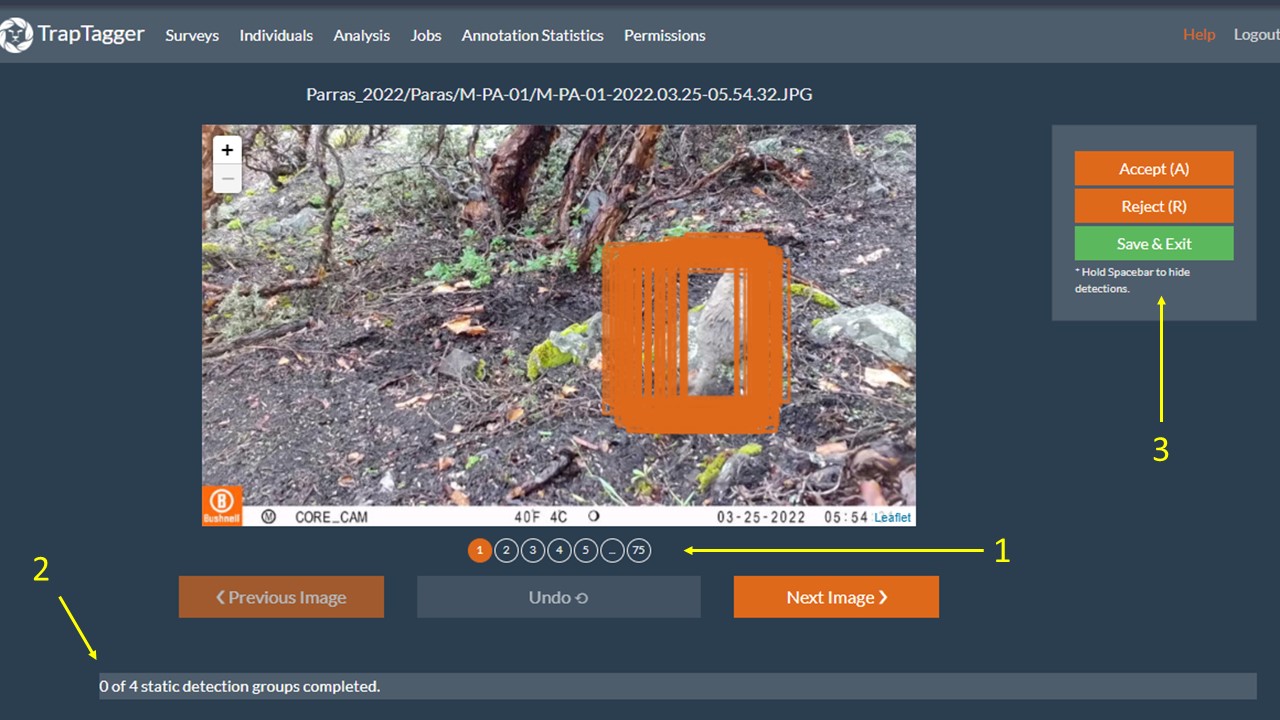 TrapTagger Surveys Individuals Analysis Jobs Annotation Statistics Permissions Help Logout
Parras_2022/Paras/M-PA-01/M-PA-01-2022.03.25-05.54.32.JPG
+
−
Accept (A)
Reject (R)
Save & Exit
* Hold Spacebar to hide
detections.
3
B
Bushnell M CORE_CAM 40°F 4°C 03-25-2022 05:54 Leaflet
1 2 3 4 5 ... 75
1
2
❮ Previous Image Undo ⟲ Next Image ❯
0 of 4 static detection groups completed.